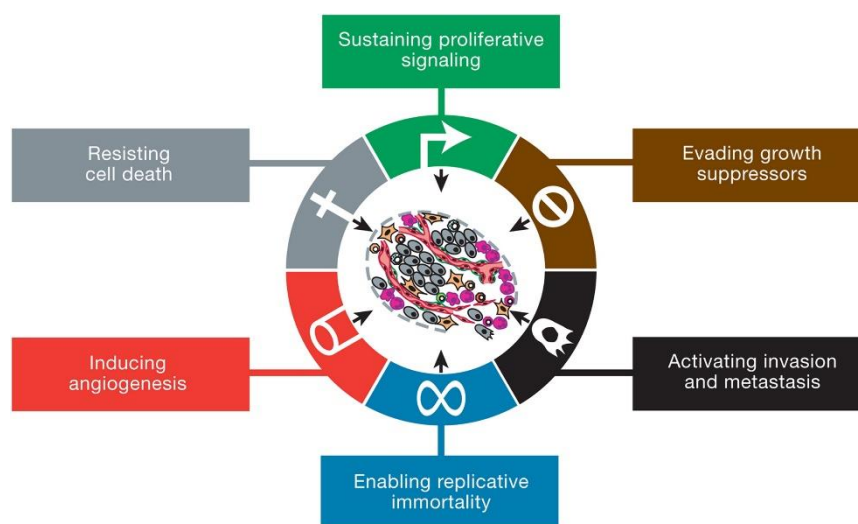 Sustaining proliferative
signaling
Resisting
cell death
Evading growth
suppressors
Inducing
angiogenesis
Activating invasion
and metastasis
Enabling replicative
immortality